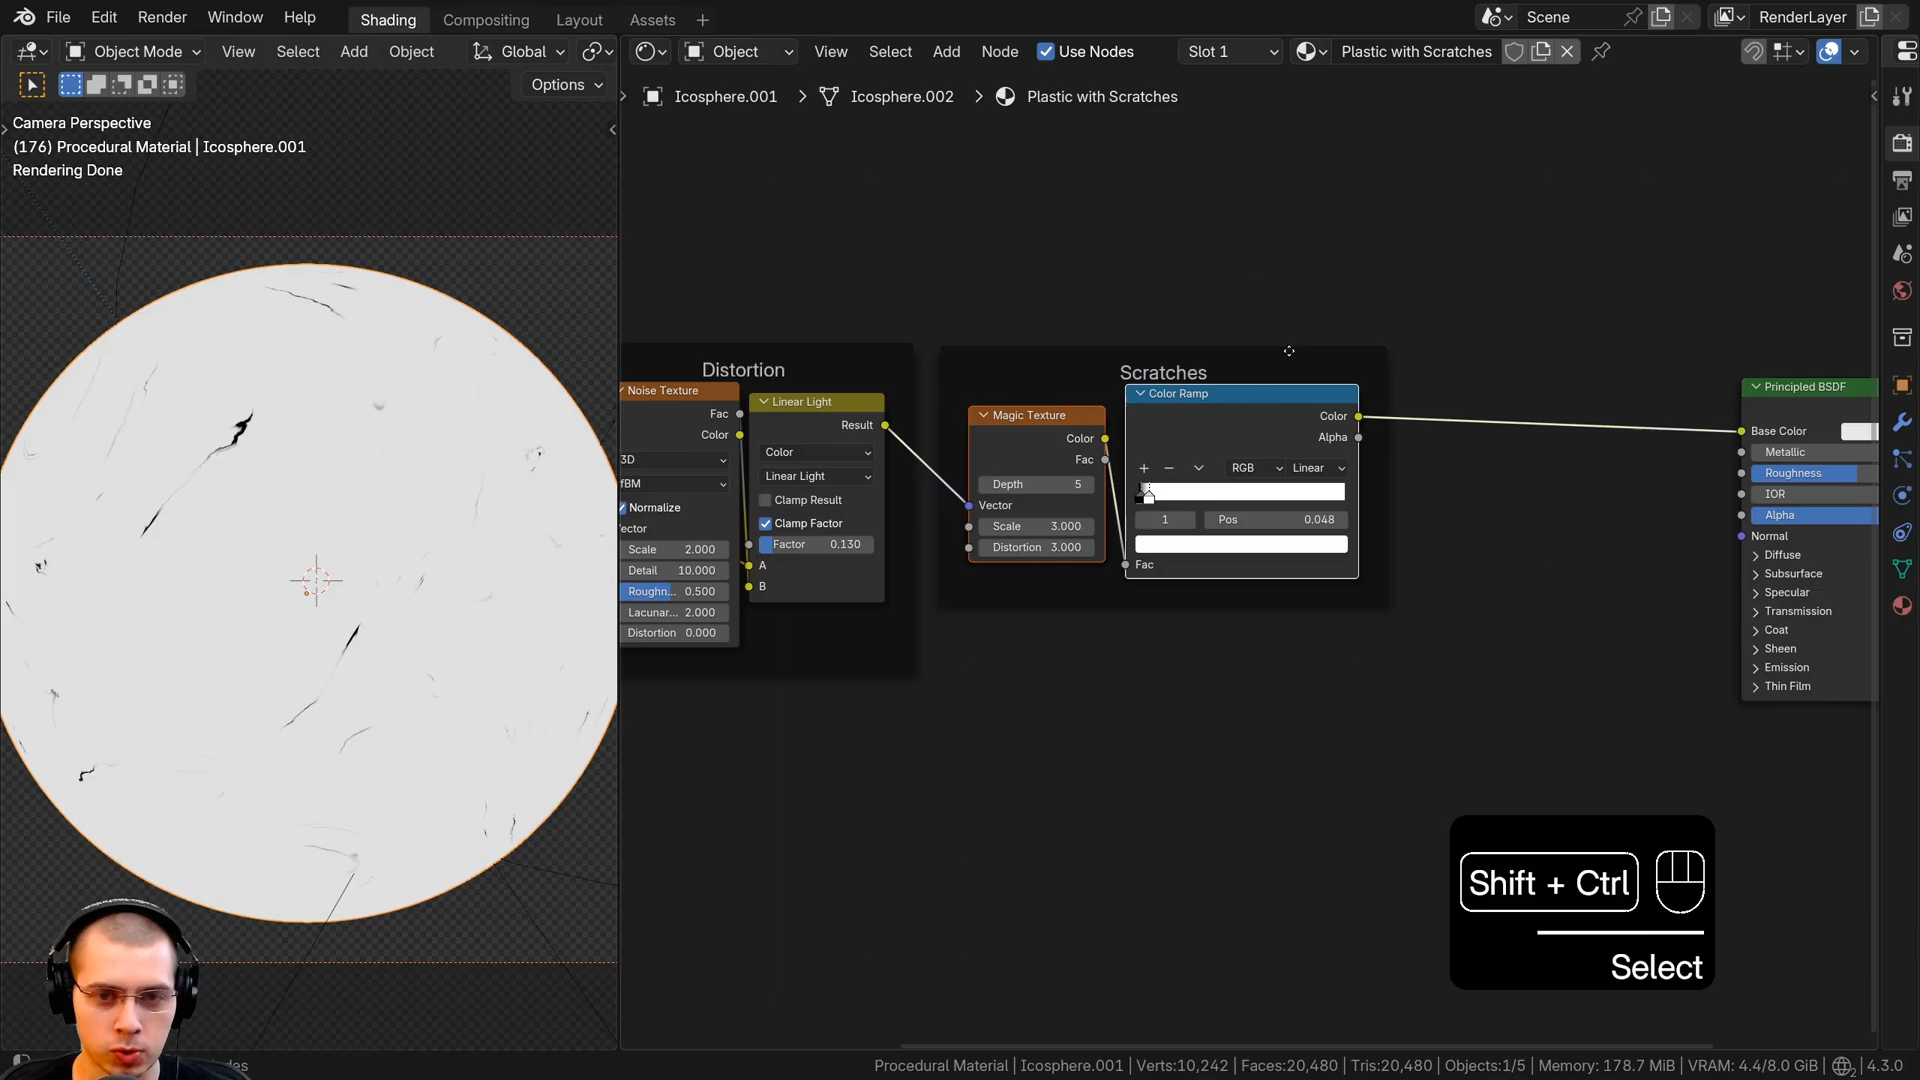 File Edit Render Window Help Shading Compositing Layout Assets Scene RenderLayer
Object Mode View Select Add Object Global
Object View Select Add Node Use Nodes Slot 1 Plastic with Scratches
Options
Icosphere.001 Icosphere.002 Plastic with Scratches
Camera Perspective
(176) Procedural Material | Icosphere.001
Rendering Done
Distortion
Noise Texture
Fac
Color
3D
fBM
Normalize
Scale 2.000
Detail 10.000
Roughn... 0.500
Lacunar... 2.000
Distortion 0.000
Linear Light
Result
Color
Linear Light
Clamp Result
Clamp Factor
Factor 0.130
A
B
Scratches
Magic Texture
Color
Fac
Depth 5
Vector
Scale 3.000
Distortion 3.000
Color Ramp
Color
Alpha
RGB Linear
1 Pos 0.048
Fac
Principled BSDF
Base Color
Metallic
Roughness
IOR
Alpha
Normal
Diffuse
Subsurface
Specular
Transmission
Coat
Sheen
Emission
Thin Film
Shift + Ctrl
Select
Procedural Material | Icosphere.001 | Verts:10,242 | Faces:20,480 | Tris:20,480 | Objects:1/5 | Memory: 178.7 MiB | VRAM: 4.4/8.0 GiB | 4.3.0